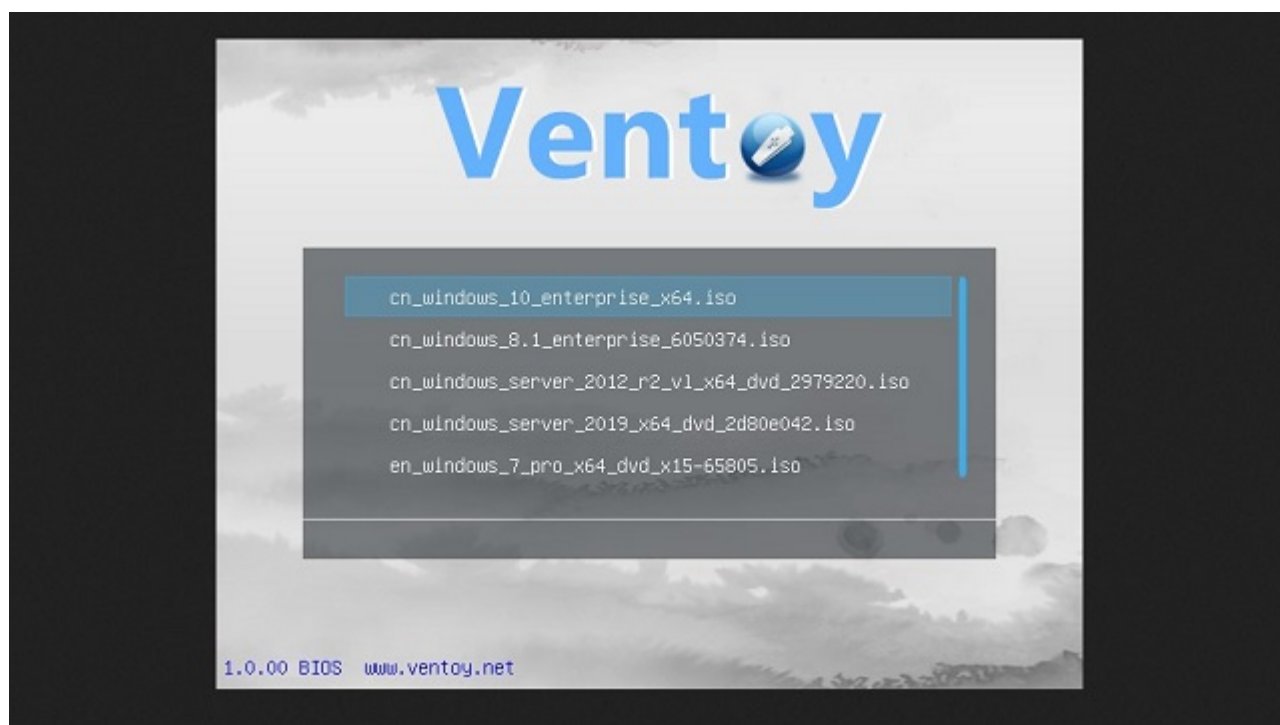 Ventoy
cn_windows_10_enterprise_x64.iso
cn_windows_8.1_enterprise_6050374.iso
cn_windows_server_2012_r2_vl_x64_dvd_2979220.iso
cn_windows_server_2019_x64_dvd_2d80e042.iso
en_windows_7_pro_x64_dvd_x15-65805.iso
1.0.00 BIOS www.ventoy.net